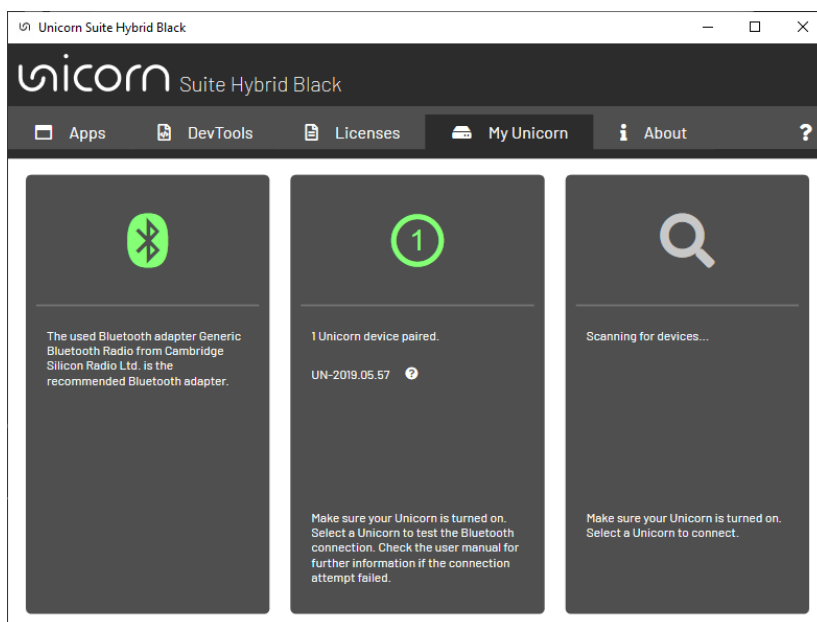 Unicorn Suite Hybrid Black
unicorn Suite Hybrid Black
Apps DevTools Licenses My Unicorn About ?
1
The used Bluetooth adapter Generic
Bluetooth Radio from Cambridge
Silicon Radio Ltd. is the
recommended Bluetooth adapter.
1 Unicorn device paired.
UN-2019.05.57 ?
Make sure your Unicorn is turned on.
Select a Unicorn to test the Bluetooth
connection. Check the user manual for
further information if the connection
attempt failed.
Scanning for devices...
Make sure your Unicorn is turned on.
Select a Unicorn to connect.